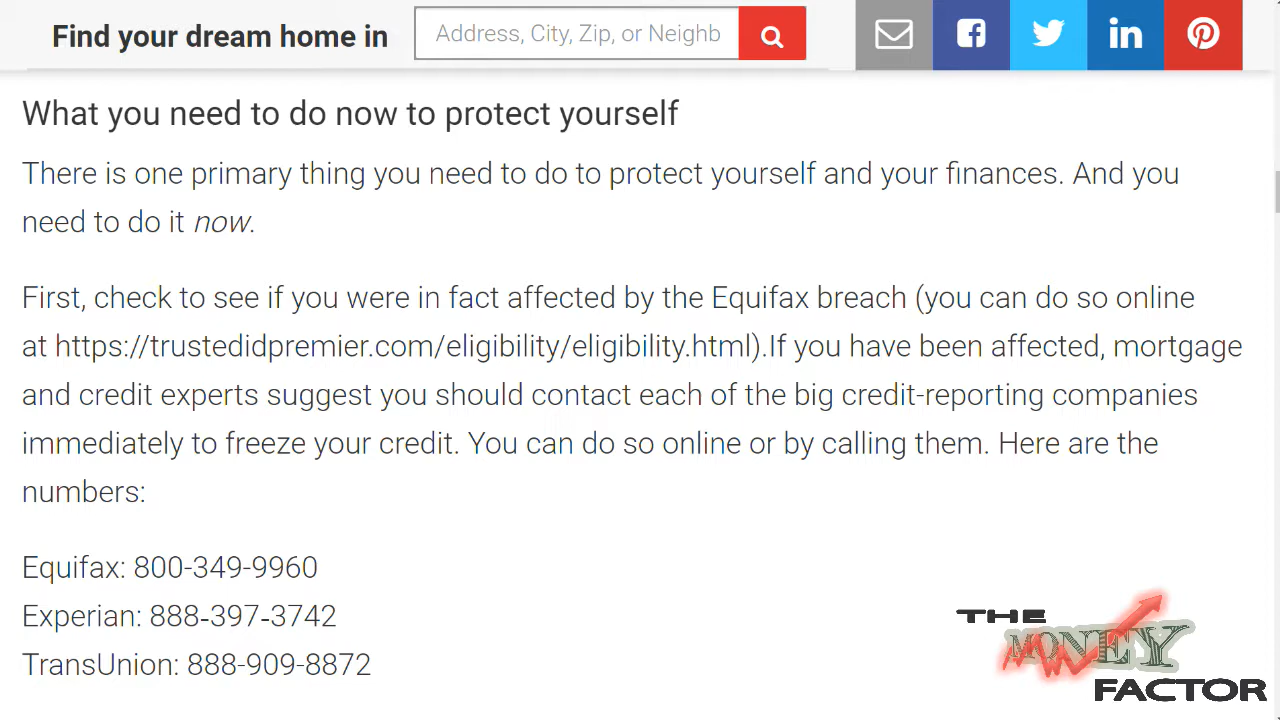 Find your dream home in
Address, City, Zip, or Neighb
What you need to do now to protect yourself
There is one primary thing you need to do to protect yourself and your finances. And you
need to do it now.
First, check to see if you were in fact affected by the Equifax breach (you can do so online
at https://trustedidpremier.com/eligibility/eligibility.html).If you have been affected, mortgage
and credit experts suggest you should contact each of the big credit-reporting companies
immediately to freeze your credit. You can do so online or by calling them. Here are the
numbers:
Equifax: 800-349-9960
Experian: 888-397-3742
TransUnion: 888-909-8872
THE
MONEY
FACTOR